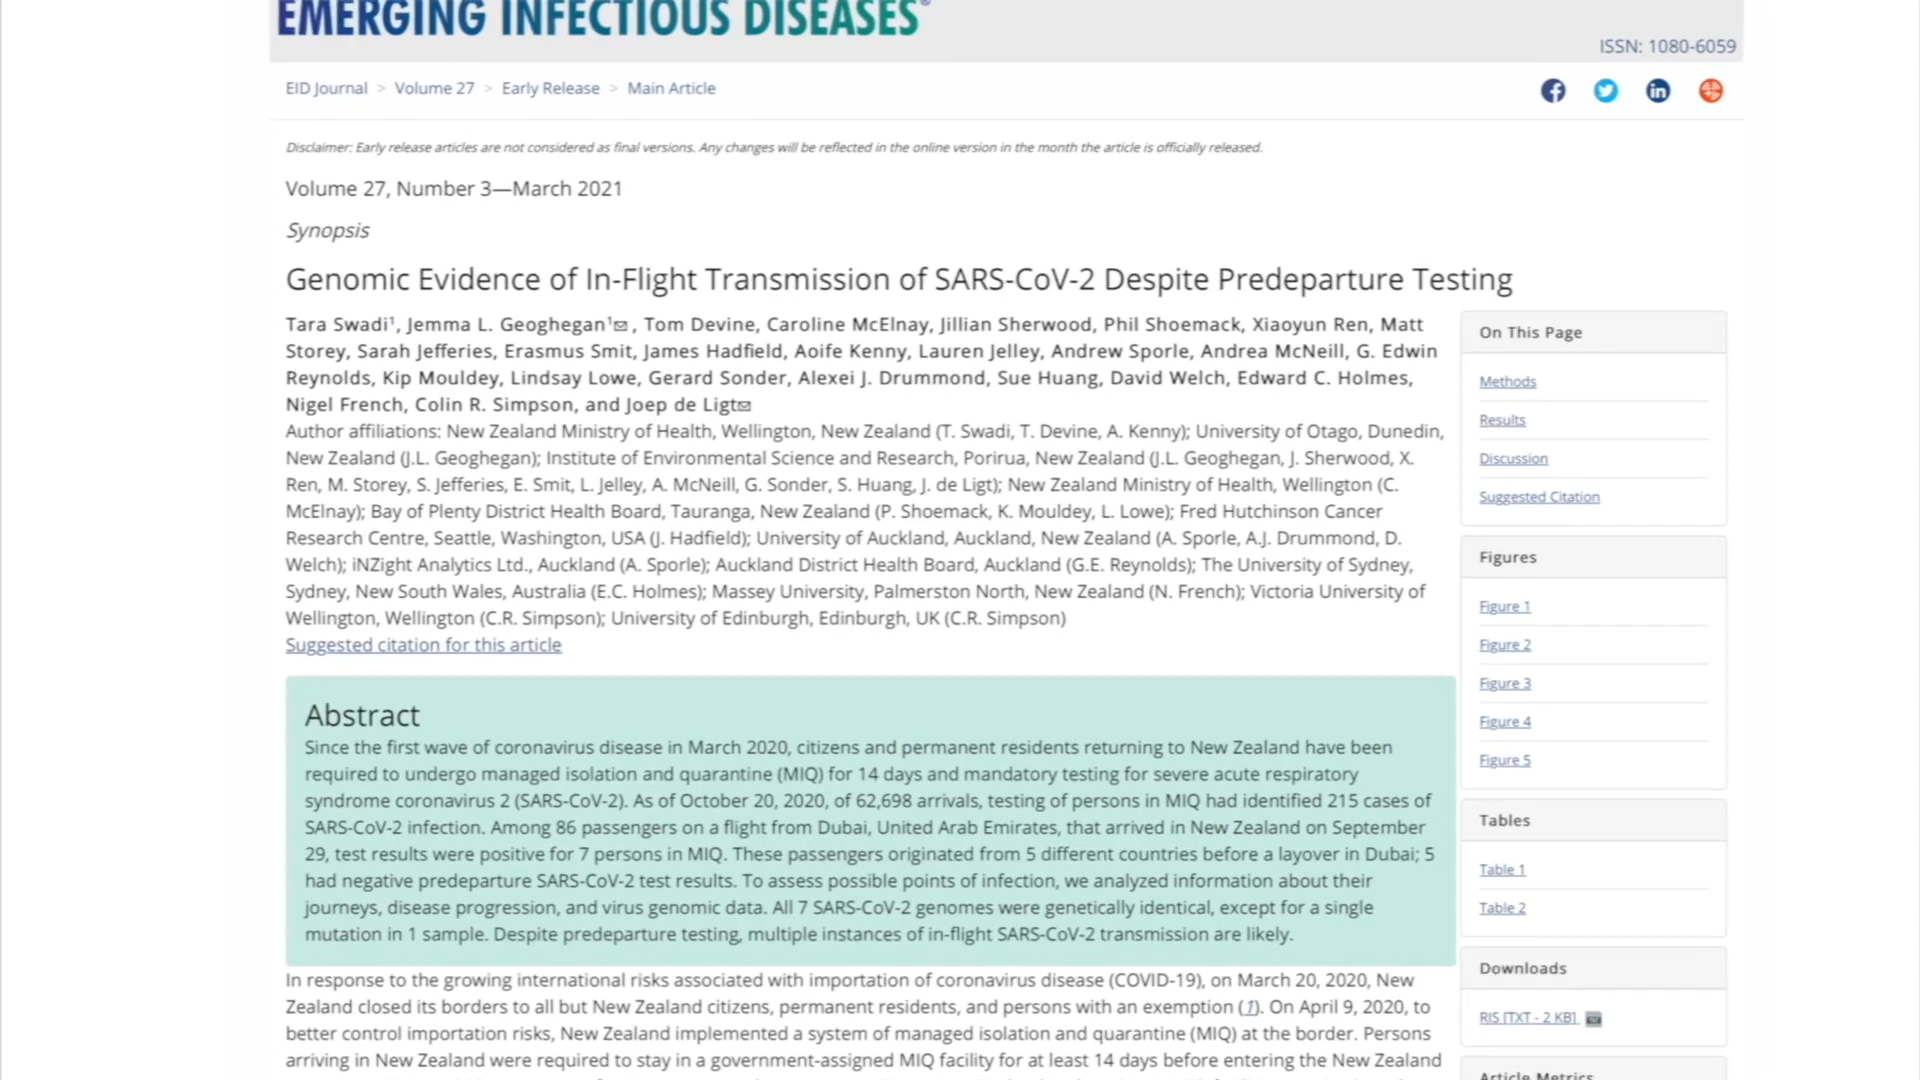 EMERGING INFECTIOUS DISEASES®
ISSN: 1080-6059
EID Journal > Volume 27 > Early Release > Main Article
Disclaimer: Early release articles are not considered as final versions. Any changes will be reflected in the online version in the month the article is officially released.
Volume 27, Number 3—March 2021
Synopsis
Genomic Evidence of In-Flight Transmission of SARS-CoV-2 Despite Predeparture Testing
Tara Swadi¹, Jemma L. Geoghegan¹, Tom Devine, Caroline McElnay, Jillian Sherwood, Phil Shoemack, Xiaoyun Ren, Matt
Storey, Sarah Jefferies, Erasmus Smit, James Hadfield, Aoife Kenny, Lauren Jelley, Andrew Sporle, Andrea McNeill, G. Edwin
Reynolds, Kip Mouldey, Lindsay Lowe, Gerard Sonder, Alexei J. Drummond, Sue Huang, David Welch, Edward C. Holmes,
Nigel French, Colin R. Simpson, and Joep de Ligt
Author affiliations: New Zealand Ministry of Health, Wellington, New Zealand (T. Swadi, T. Devine, A. Kenny); University of Otago, Dunedin,
New Zealand (J.L. Geoghegan); Institute of Environmental Science and Research, Porirua, New Zealand (J.L. Geoghegan, J. Sherwood, X.
Ren, M. Storey, S. Jefferies, E. Smit, L. Jelley, A. McNeill, G. Sonder, S. Huang, J. de Ligt); New Zealand Ministry of Health, Wellington (C.
McElnay); Bay of Plenty District Health Board, Tauranga, New Zealand (P. Shoemack, K. Mouldey, L. Lowe); Fred Hutchinson Cancer
Research Centre, Seattle, Washington, USA (J. Hadfield); University of Auckland, Auckland, New Zealand (A. Sporle, A.J. Drummond, D.
Welch); iNZight Analytics Ltd., Auckland (A. Sporle); Auckland District Health Board, Auckland (G.E. Reynolds); The University of Sydney,
Sydney, New South Wales, Australia (E.C. Holmes); Massey University, Palmerston North, New Zealand (N. French); Victoria University of
Wellington, Wellington (C.R. Simpson); University of Edinburgh, Edinburgh, UK (C.R. Simpson)
Suggested citation for this article
Abstract
Since the first wave of coronavirus disease in March 2020, citizens and permanent residents returning to New Zealand have been
required to undergo managed isolation and quarantine (MIQ) for 14 days and mandatory testing for severe acute respiratory
syndrome coronavirus 2 (SARS-CoV-2). As of October 20, 2020, of 62,698 arrivals, testing of persons in MIQ had identified 215 cases of
SARS-CoV-2 infection. Among 86 passengers on a flight from Dubai, United Arab Emirates, that arrived in New Zealand on September
29, test results were positive for 7 persons in MIQ. These passengers originated from 5 different countries before a layover in Dubai; 5
had negative predeparture SARS-CoV-2 test results. To assess possible points of infection, we analyzed information about their
journeys, disease progression, and virus genomic data. All 7 SARS-CoV-2 genomes were genetically identical, except for a single
mutation in 1 sample. Despite predeparture testing, multiple instances of in-flight SARS-CoV-2 transmission are likely.
In response to the growing international risks associated with importation of coronavirus disease (COVID-19), on March 20, 2020, New
Zealand closed its borders to all but New Zealand citizens, permanent residents, and persons with an exemption (1). On April 9, 2020, to
better control importation risks, New Zealand implemented a system of managed isolation and quarantine (MIQ) at the border. Persons
arriving in New Zealand were required to stay in a government-assigned MIQ facility for at least 14 days before entering the New Zealand
On This Page
Methods
Results
Discussion
Suggested Citation
Figures
Figure 1
Figure 2
Figure 3
Figure 4
Figure 5
Tables
Table 1
Table 2
Downloads
RIS [TXT - 2 KB]
Article Metrics